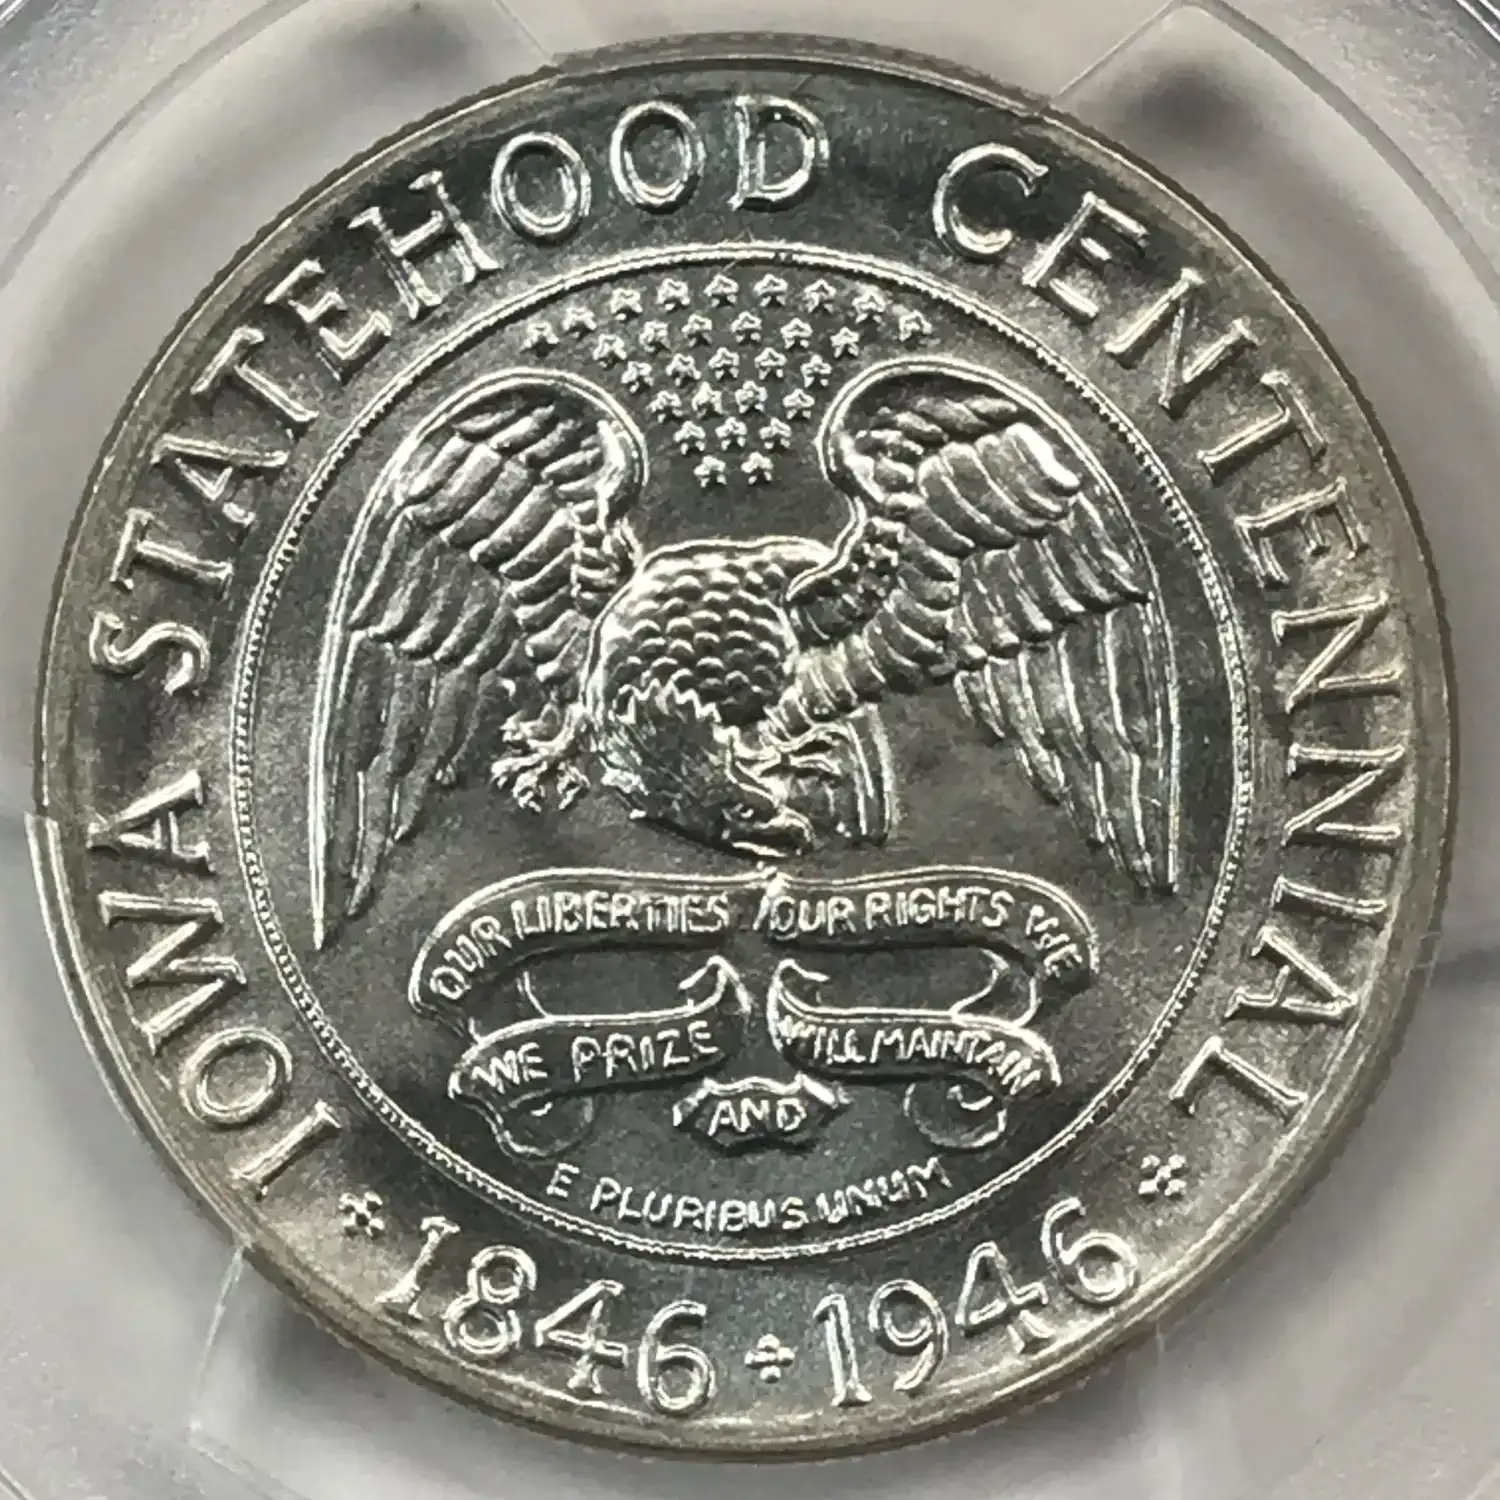 IOWA STATEHOOD CENTENNIAL
OUR LIBERTIES OUR RIGHTS WE
WE PRIZE WILL MAINTAIN
AND
E PLURIBUS UNUM
1846 1946